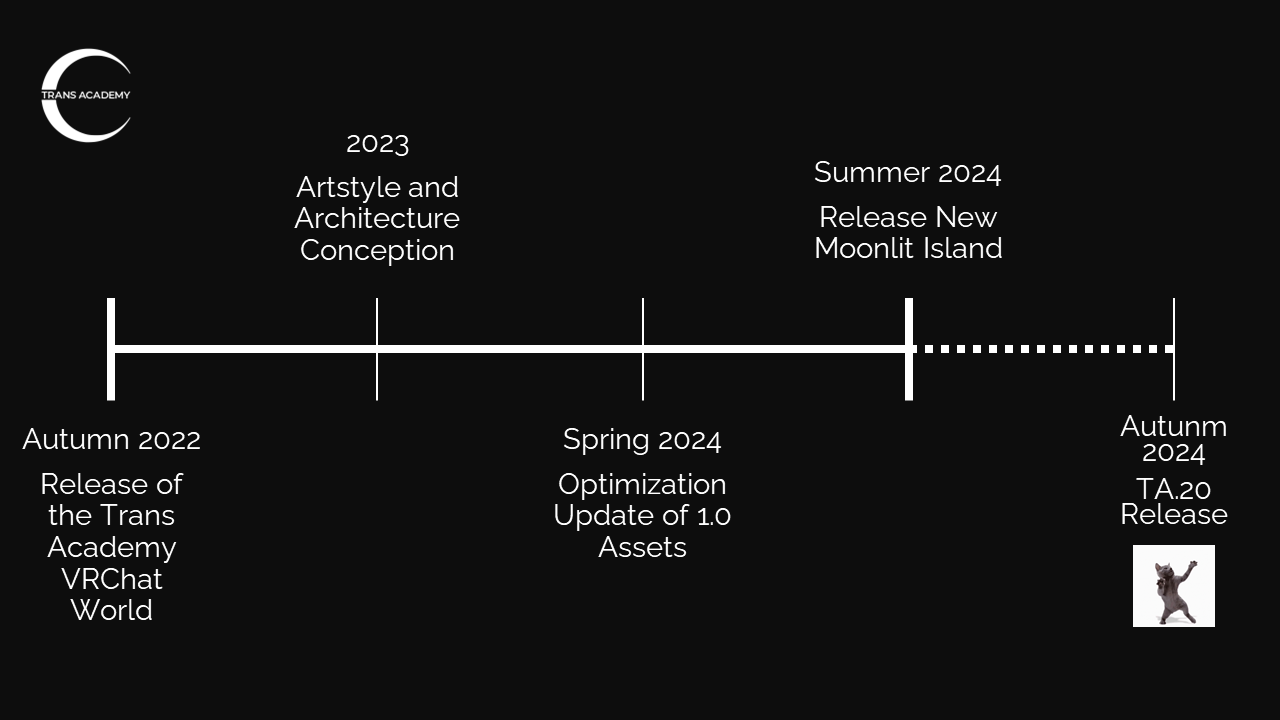 TRANS ACADEMY
2023
Artstyle and
Architecture
Conception
Summer 2024
Release New
Moonlit Island
Autumn 2022
Release of
the Trans
Academy
VRChat
World
Spring 2024
Optimization
Update of 1.0
Assets
Autunm
2024
TA.20
Release